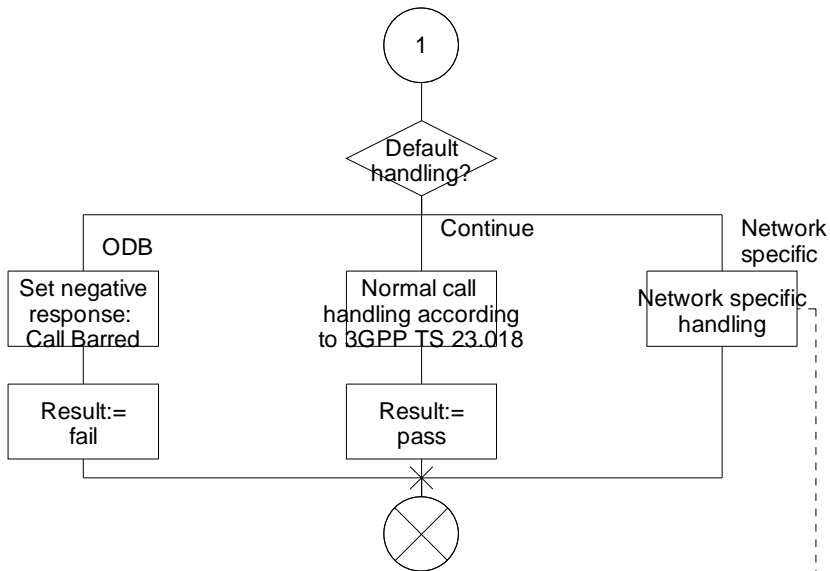 1
Default
handling?
ODB
Continue
Network
specific
Set negative
response:
Call Barred
Normal call
handling according
to 3GPP TS 23.018
Network specific
handling
Result:=
fail
Result:=
pass